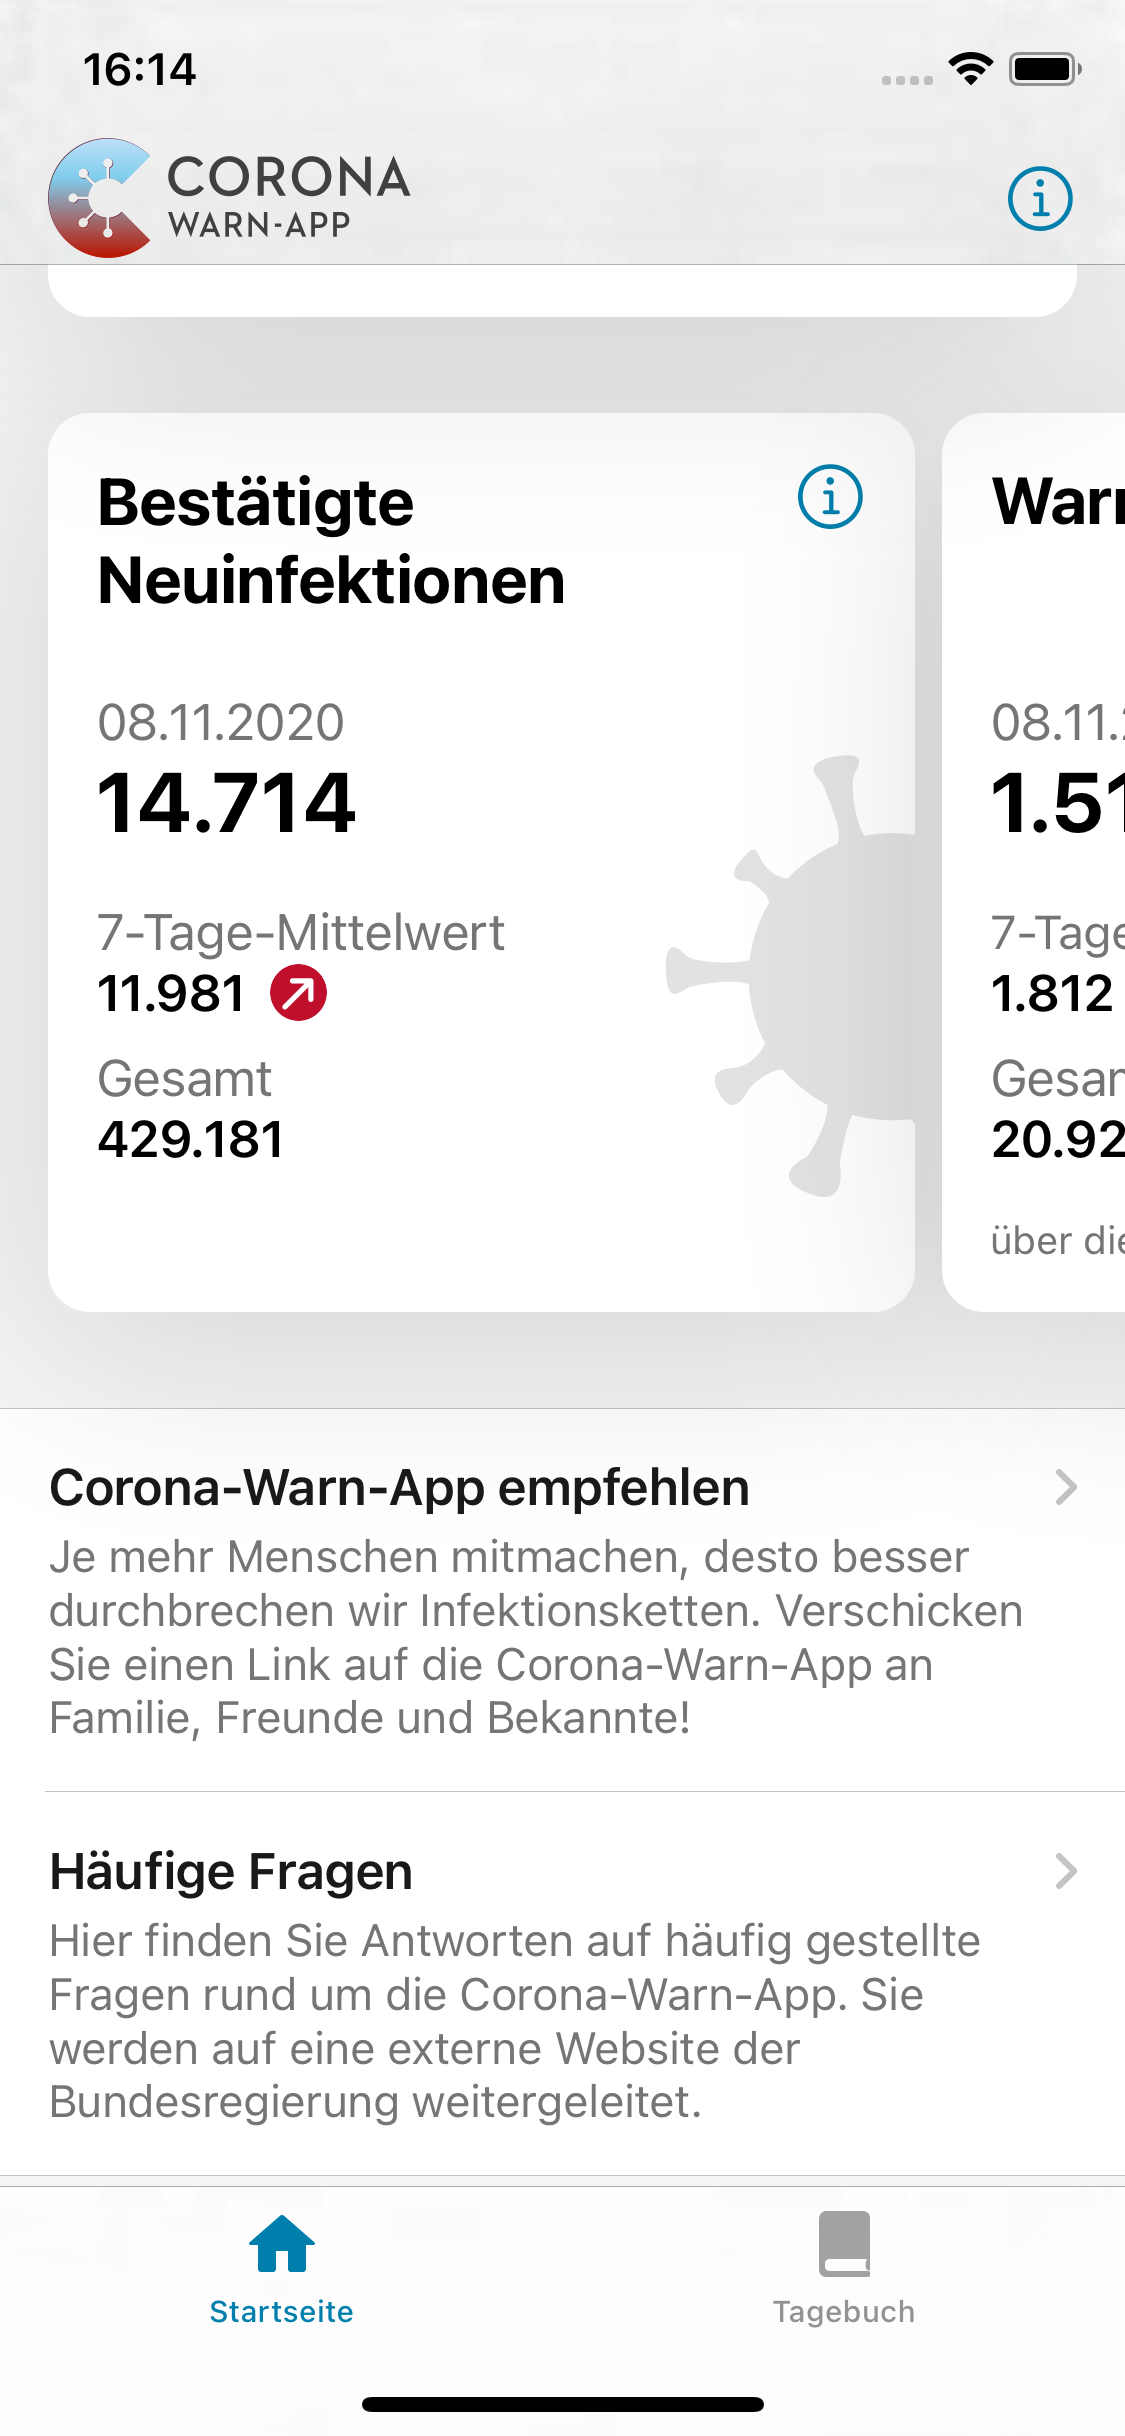 16:14
CORONA
WARN-APP
Bestätigte
Neuinfektionen
08.11.2020
14.714
7-Tage-Mittelwert
11.981
Gesamt
429.181
08.11.
1.51
7-Tage
1.812
20.92
über die
Corona-Warn-App empfehlen
Je mehr Menschen mitmachen, desto besser
durchbrechen wir Infektionsketten. Verschicken
Sie einen Link auf die Corona-Warn-App an
Familie, Freunde und Bekannte!
Häufige Fragen
Hier finden Sie Antworten auf häufig gestellte
Fragen rund um die Corona-Warn-App. Sie
werden auf eine externe Website der
Bundesregierung weitergeleitet.
Startseite
Tagebuch